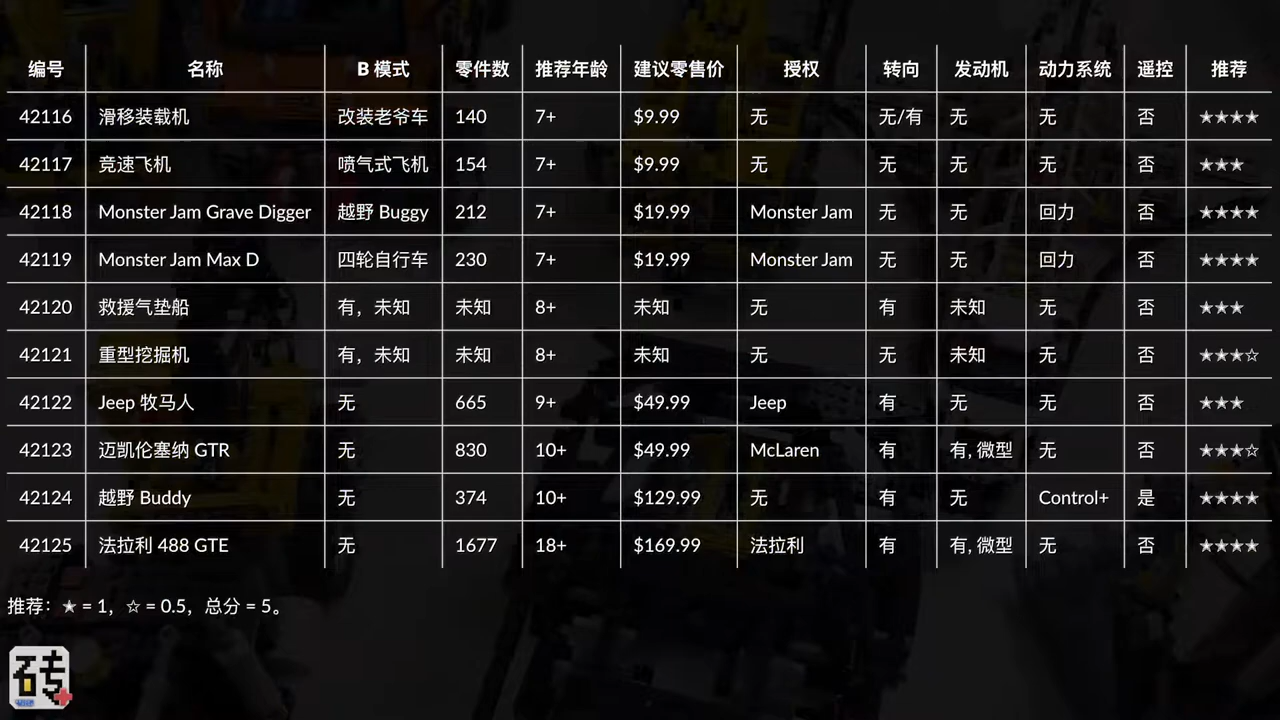 编号 名称 B 模式 零件数 推荐年龄 建议零售价 授权 转向 发动机 动力系统 遥控 推荐
42116 滑移装载机 改装老爷车 140 7+ $9.99 无 无/有 无 无 否 ★★★★
42117 竞速飞机 喷气式飞机 154 7+ $9.99 无 无 无 无 否 ★★★
42118 Monster Jam Grave Digger 越野 Buggy 212 7+ $19.99 Monster Jam 无 无 回力 否 ★★★★
42119 Monster Jam Max D 四轮自行车 230 7+ $19.99 Monster Jam 无 无 回力 否 ★★★★
42120 救援气垫船 有，未知 未知 8+ 未知 无 有 未知 无 否 ★★★
42121 重型挖掘机 有，未知 未知 8+ 未知 无 无 未知 无 否 ★★★☆
42122 Jeep 牧马人 无 665 9+ $49.99 Jeep 有 无 无 否 ★★★
42123 迈凯伦塞纳 GTR 无 830 10+ $49.99 McLaren 有 有, 微型 无 否 ★★★☆
42124 越野 Buddy 无 374 10+ $129.99 无 有 无 Control+ 是 ★★★★
42125 法拉利 488 GTE 无 1677 18+ $169.99 法拉利 有 有, 微型 无 否 ★★★★
推荐：★ = 1，☆ = 0.5，总分 = 5。
砖